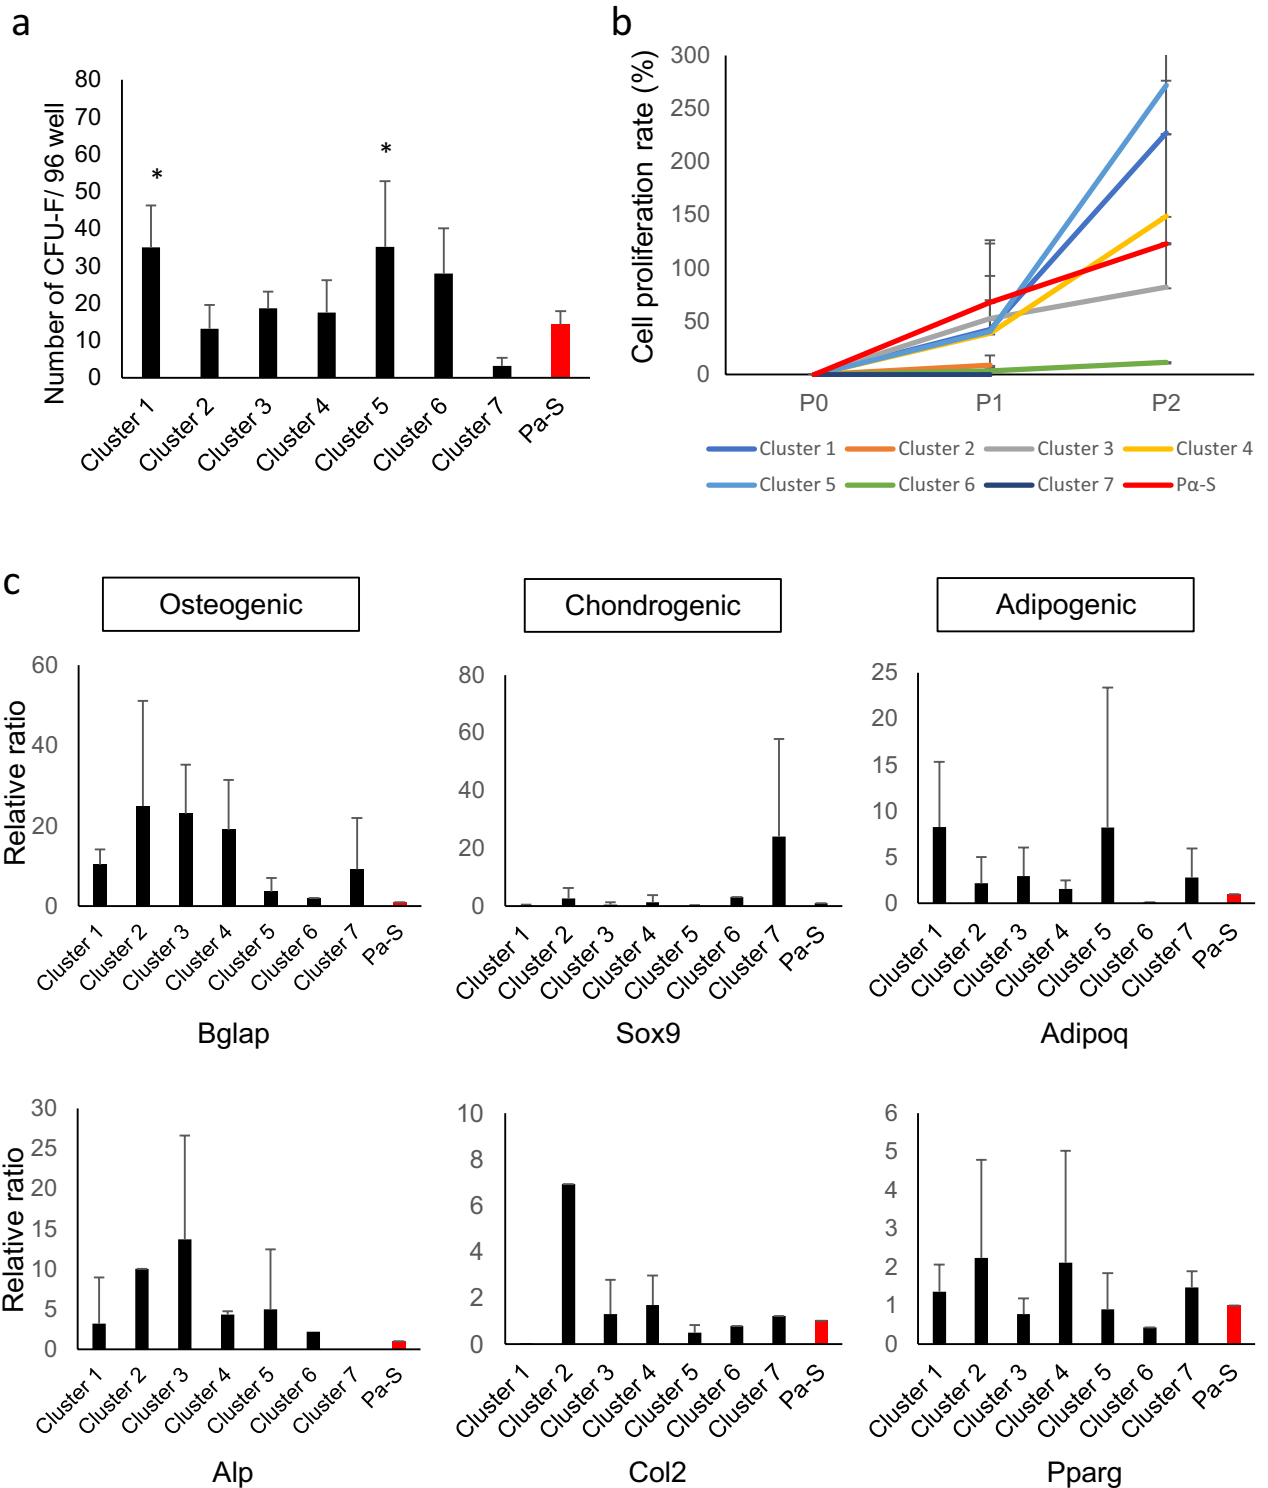 a
Number of CFU-F/ 96 well
80
70
60
50
40
30
20
10
0
*
*
Cluster 1
Cluster 2
Cluster 3
Cluster 4
Cluster 5
Cluster 6
Cluster 7
Pa-S
b
Cell proliferation rate (%)
300
250
200
150
100
50
0
P0
P1
P2
Cluster 1
Cluster 2
Cluster 3
Cluster 4
Cluster 5
Cluster 6
Cluster 7
Pα-S
c
Osteogenic
Chondrogenic
Adipogenic
Relative ratio
60
40
20
0
Cluster 1
Cluster 2
Cluster 3
Cluster 4
Cluster 5
Cluster 6
Cluster 7
Pa-S
Bglap
80
60
40
20
0
Cluster 1
Cluster 2
Cluster 3
Cluster 4
Cluster 5
Cluster 6
Cluster 7
Pa-S
Sox9
25
20
15
10
5
0
Cluster 1
Cluster 2
Cluster 3
Cluster 4
Cluster 5
Cluster 6
Cluster 7
Pa-S
Adipoq
Relative ratio
30
25
20
15
10
5
0
Cluster 1
Cluster 2
Cluster 3
Cluster 4
Cluster 5
Cluster 6
Cluster 7
Pa-S
Alp
10
8
6
4
2
0
Cluster 1
Cluster 2
Cluster 3
Cluster 4
Cluster 5
Cluster 6
Cluster 7
Pa-S
Col2
6
5
4
3
2
1
0
Cluster 1
Cluster 2
Cluster 3
Cluster 4
Cluster 5
Cluster 6
Cluster 7
Pa-S
Pparg